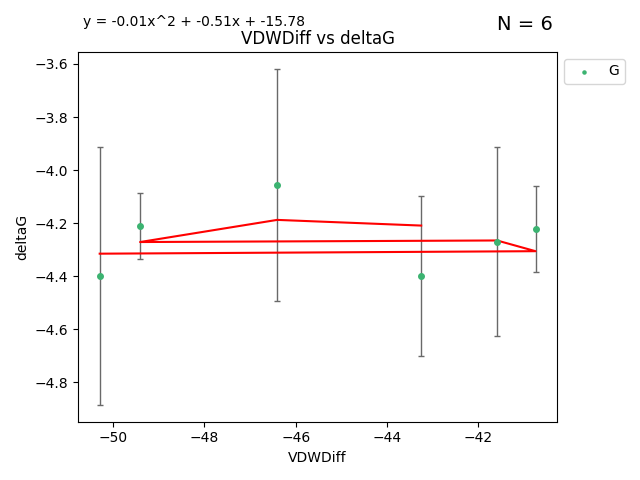 y = -0.01x^2 + -0.51x + -15.78
N = 6
VDWDiff vs deltaG
G
−3.6
−3.8
−4.0
−4.2
−4.4
−4.6
−4.8
deltaG
−50
−48
−46
−44
−42
VDWDiff